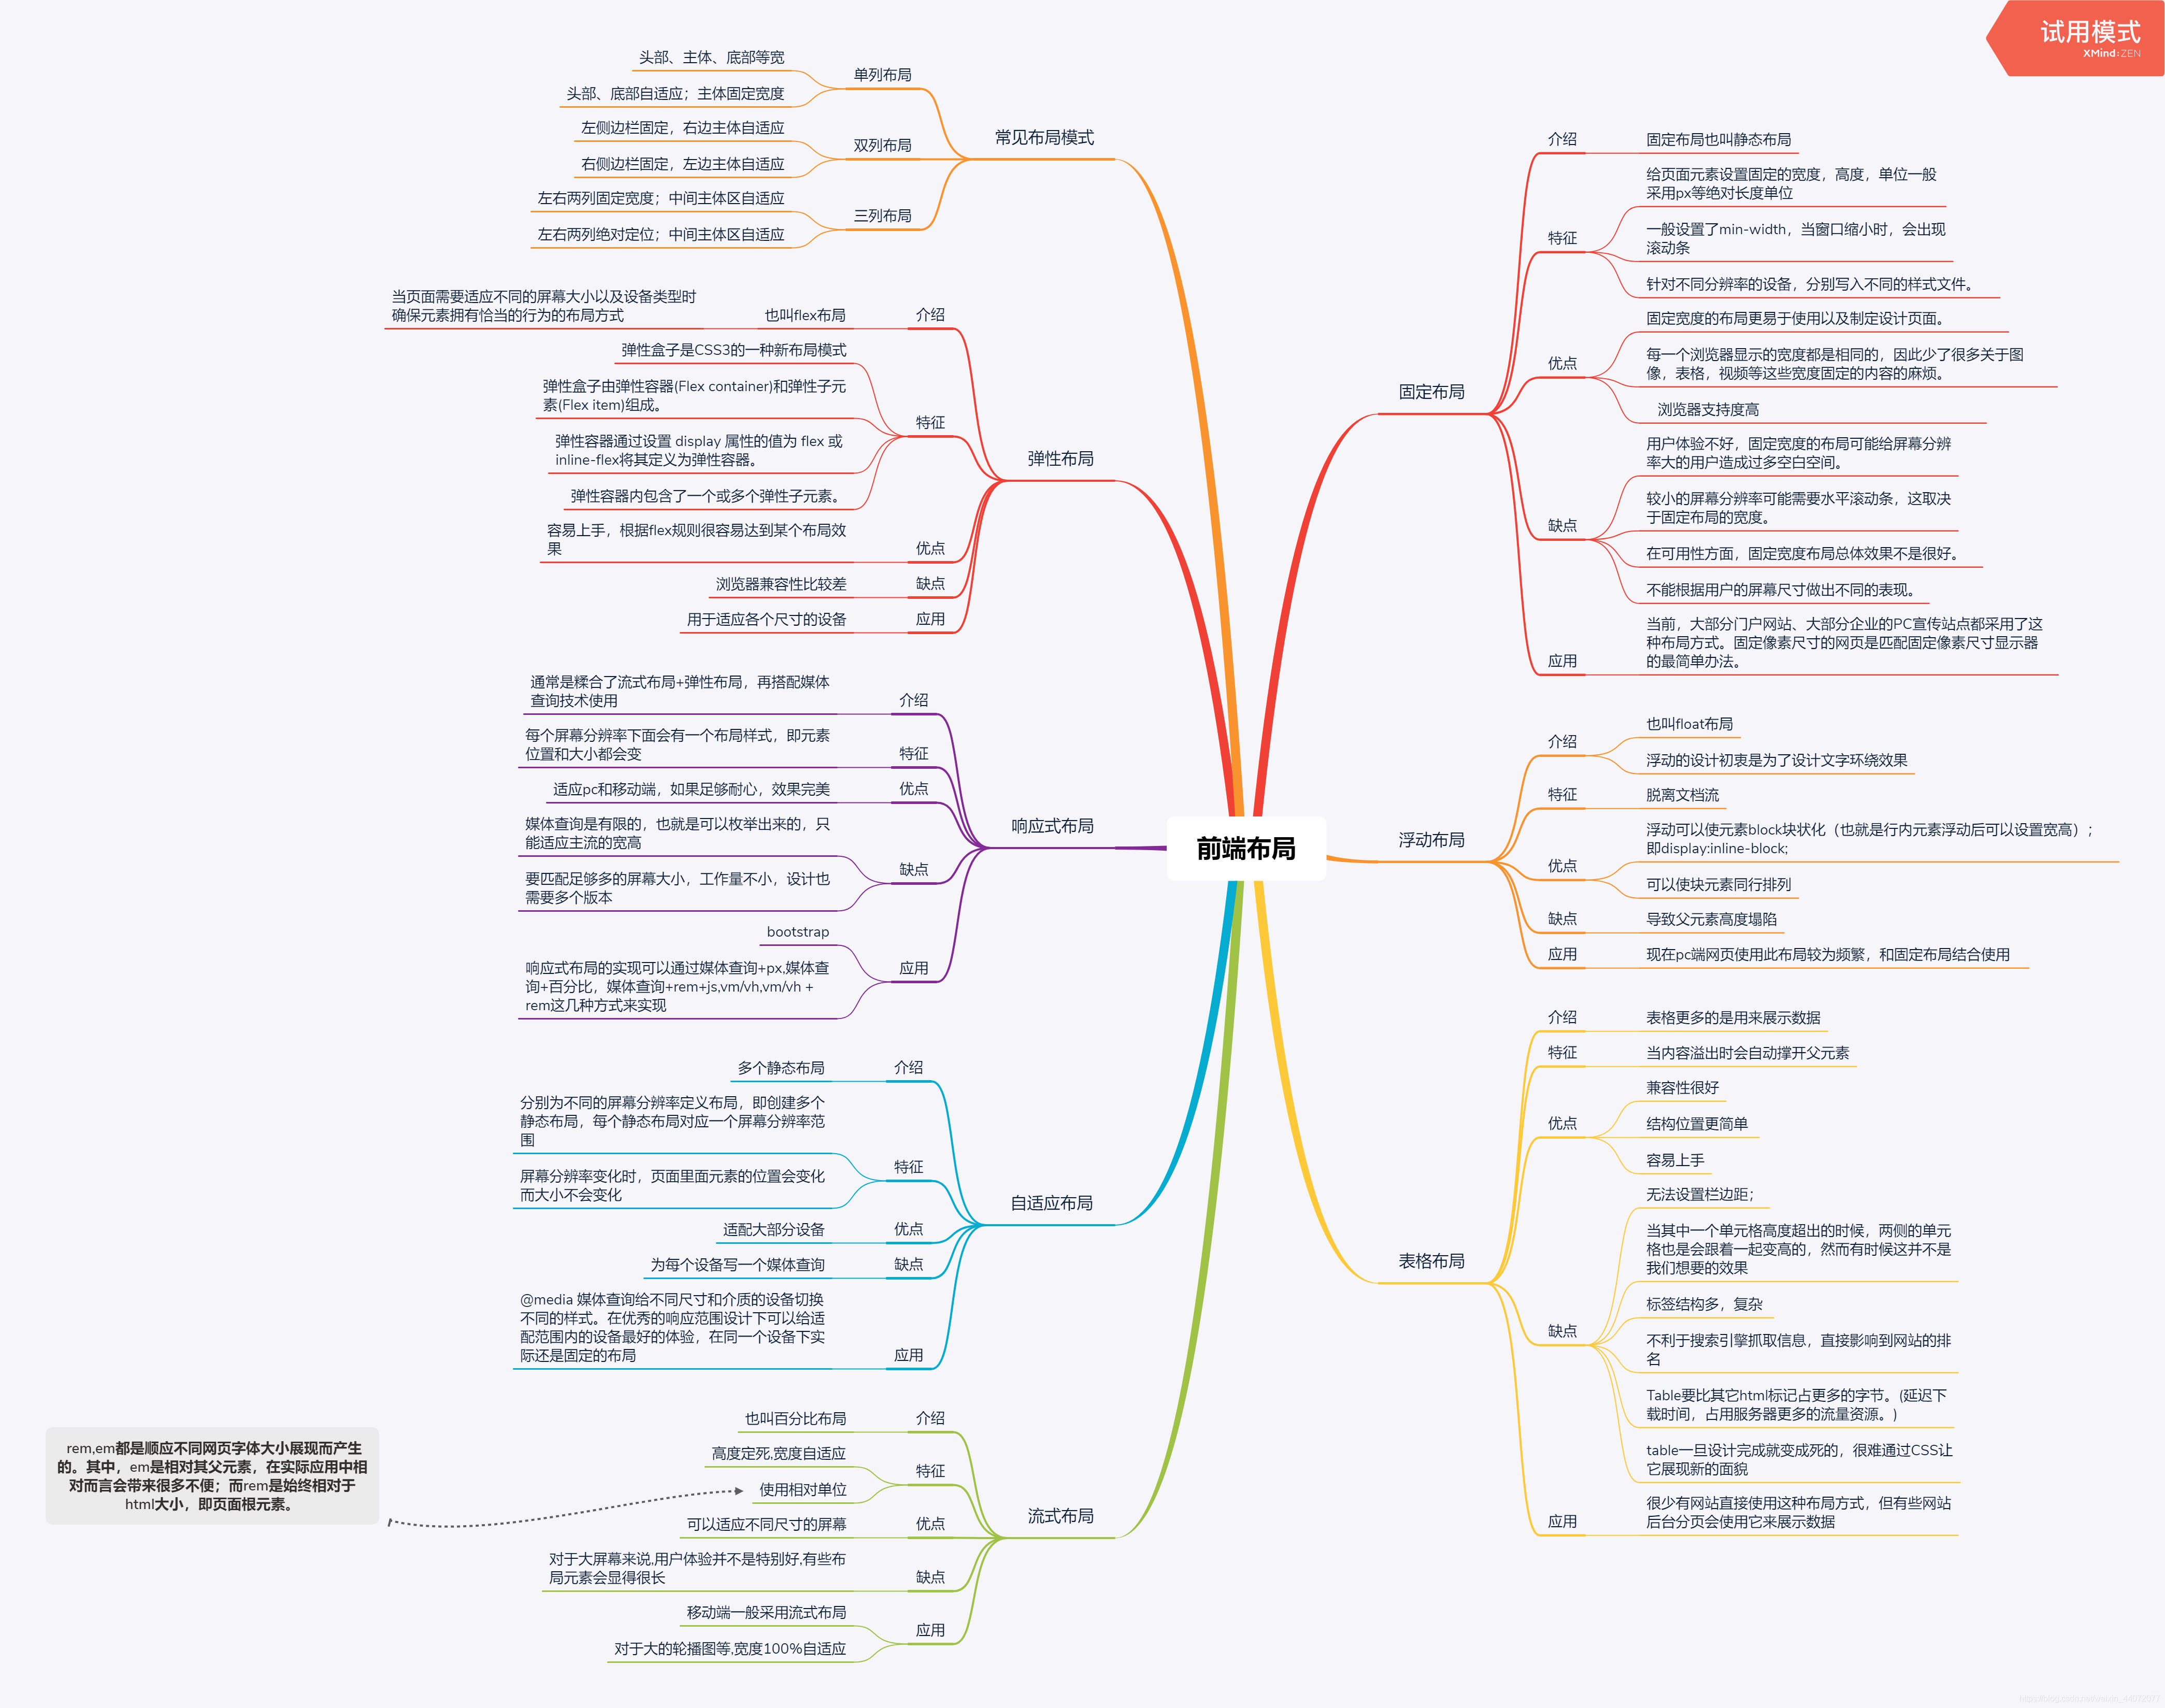 试用模式
XMind:ZEN
前端布局
固定布局
介绍
固定布局也叫静态布局
特征
给页面元素设置固定的宽度，高度，单位一般
采用px等绝对长度单位
一般设置了min-width，当窗口缩小时，会出现
滚动条
针对不同分辨率的设备，分别写入不同的样式文件。
优点
固定宽度的布局更易于使用以及制定设计页面。
每一个浏览器显示的宽度都是相同的，因此少了很多关于图
像，表格，视频等这些宽度固定的内容的麻烦。
浏览器支持度高
缺点
用户体验不好，固定宽度的布局可能给屏幕分辨
率大的用户造成过多空白空间。
较小的屏幕分辨率可能需要水平滚动条，这取决
于固定布局的宽度。
在可用性方面，固定宽度布局总体效果不是很好。
不能根据用户的屏幕尺寸做出不同的表现。
应用
当前，大部分门户网站、大部分企业的PC宣传站点都采用了这
种布局方式。固定像素尺寸的网页是匹配固定像素尺寸显示器
的最简单办法。
浮动布局
介绍
也叫float布局
浮动的设计初衷是为了设计文字环绕效果
特征
脱离文档流
优点
浮动可以使元素block块状化（也就是行内元素浮动后可以设置宽高）；
即display:inline-block;
可以使块元素同行排列
缺点
导致父元素高度塌陷
应用
现在pc端网页使用此布局较为频繁，和固定布局结合使用
表格布局
介绍
表格更多的是用来展示数据
特征
当内容溢出时会自动撑开父元素
优点
兼容性很好
结构位置更简单
容易上手
缺点
无法设置栏边距；
当其中一个单元格高度超出的时候，两侧的单元
格也是会跟着一起变高的，然而有时候这并不是
我们想要的效果
标签结构多，复杂
不利于搜索引擎抓取信息，直接影响到网站的排
名
Table要比其它html标记占更多的字节。(延迟下
载时间，占用服务器更多的流量资源。)
table一旦设计完成就变成死的，很难通过CSS让
它展现新的面貌
应用
很少有网站直接使用这种布局方式，但有些网站
后台分页会使用它来展示数据
常见布局模式
单列布局
头部、主体、底部等宽
头部、底部自适应；主体固定宽度
双列布局
左侧边栏固定，右边主体自适应
右侧边栏固定，左边主体自适应
三列布局
左右两列固定宽度；中间主体区自适应
左右两列绝对定位；中间主体区自适应
弹性布局
介绍
也叫flex布局
当页面需要适应不同的屏幕大小以及设备类型时
确保元素拥有恰当的行为的布局方式
特征
弹性盒子是CSS3的一种新布局模式
弹性盒子由弹性容器(Flex container)和弹性子元
素(Flex item)组成。
弹性容器通过设置 display 属性的值为 flex 或
inline-flex将其定义为弹性容器。
弹性容器内包含了一个或多个弹性子元素。
优点
容易上手，根据flex规则很容易达到某个布局效
果
缺点
浏览器兼容性比较差
应用
用于适应各个尺寸的设备
响应式布局
介绍
通常是糅合了流式布局+弹性布局，再搭配媒体
查询技术使用
特征
每个屏幕分辨率下面会有一个布局样式，即元素
位置和大小都会变
优点
适应pc和移动端，如果足够耐心，效果完美
缺点
媒体查询是有限的，也就是可以枚举出来的，只
能适应主流的宽高
要匹配足够多的屏幕大小，工作量不小，设计也
需要多个版本
应用
bootstrap
响应式布局的实现可以通过媒体查询+px,媒体查
询+百分比，媒体查询+rem+js,vm/vh,vm/vh +
rem这几种方式来实现
自适应布局
介绍
多个静态布局
特征
分别为不同的屏幕分辨率定义布局，即创建多个
静态布局，每个静态布局对应一个屏幕分辨率范
围
屏幕分辨率变化时，页面里面元素的位置会变化
而大小不会变化
优点
适配大部分设备
缺点
为每个设备写一个媒体查询
应用
@media 媒体查询给不同尺寸和介质的设备切换
不同的样式。在优秀的响应范围设计下可以给适
配范围内的设备最好的体验，在同一个设备下实
际还是固定的布局
流式布局
介绍
也叫百分比布局
特征
高度定死,宽度自适应
使用相对单位
rem,em都是顺应不同网页字体大小展现而产生
的。其中，em是相对其父元素，在实际应用中相
对而言会带来很多不便；而rem是始终相对于
html大小，即页面根元素。
优点
可以适应不同尺寸的屏幕
缺点
对于大屏幕来说,用户体验并不是特别好,有些布
局元素会显得很长
应用
移动端一般采用流式布局
对于大的轮播图等,宽度100%自适应